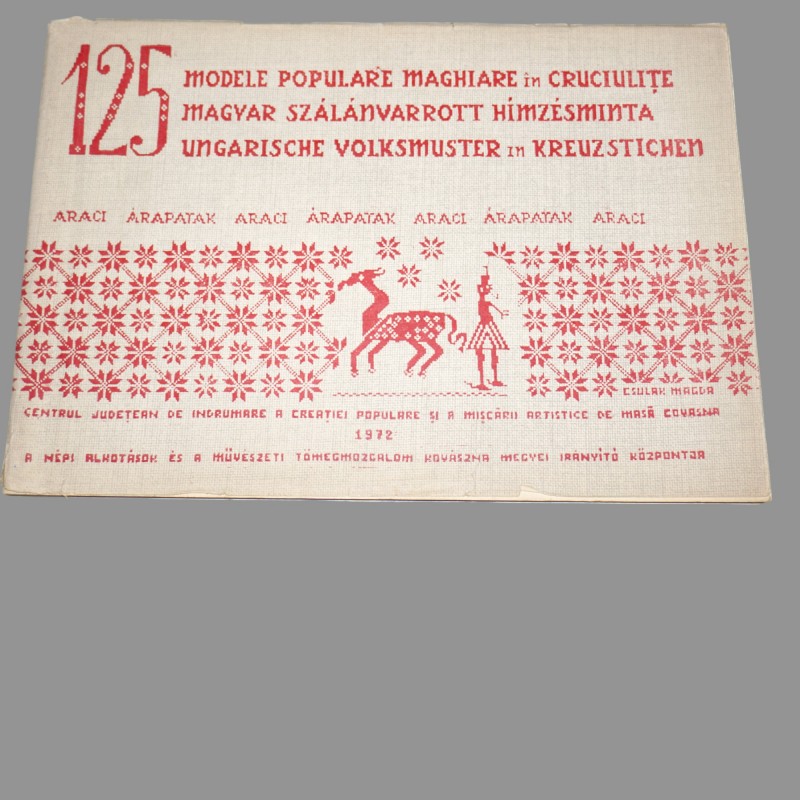 125 MODELE POPULARE MAGHIARE în CRUCIULIȚE
MAGYAR SZÁLÁNVARROTT HÍMZÉSMINTA
UNGARISCHE VOLKSMUSTER in KREUZSTICHEN
ARACI ÁRAPATAK ARACI ÁRAPATAK ARACI ÁRAPATAK ARACI
CSULAK MAGDA
CENTRUL JUDEȚEAN DE INDRUMARE A CREAȚIEI POPULARE ȘI A MIȘCĂRII ARTISTICE DE MASĂ COVASNA
1972
A NÉPI ALKOTÁSOK ÉS A MŰVÉSZETI TÖMEGMOZGALOM KOVÁSZNA MEGYEI IRÁNYÍTÓ KÖZPONTJA